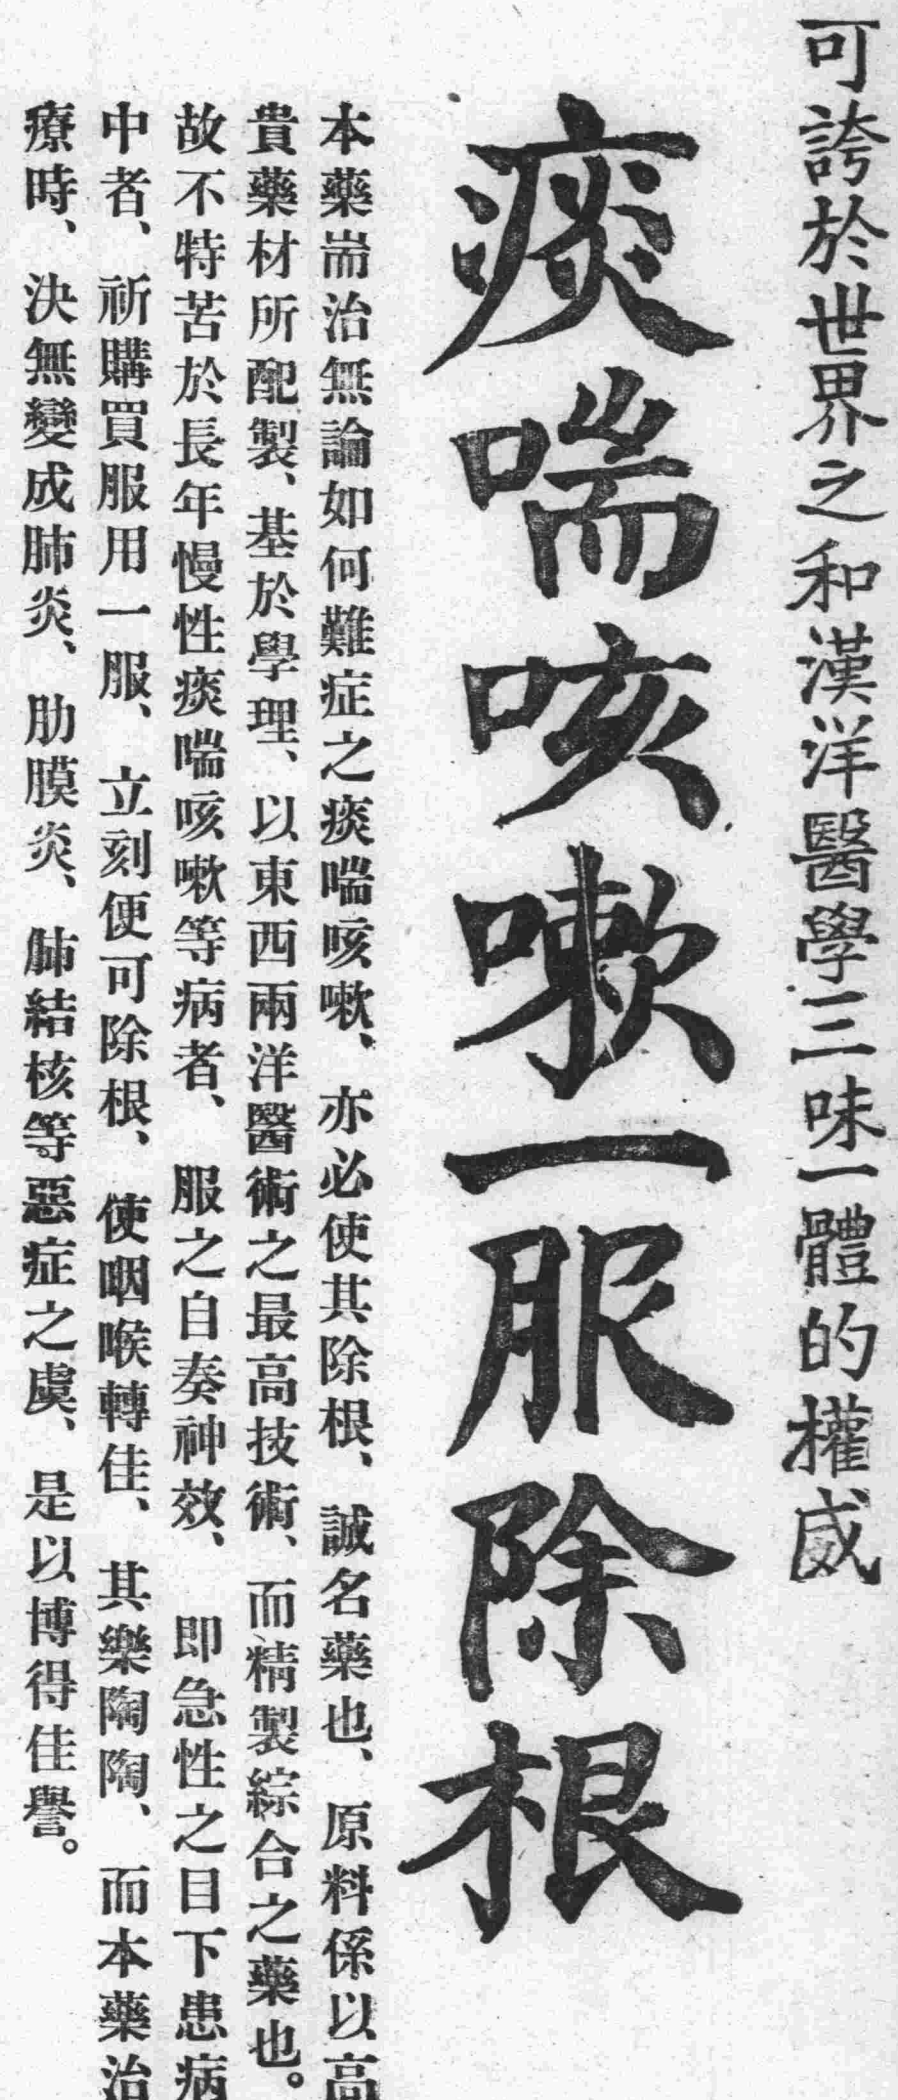 可誇於世界之和漢洋醫學三味一體的權威
痰喘咳嗽一服除根
本藥耑治無論如何難症之痰喘咳嗽、亦必使其除根、誠名藥也、原料係以高
貴藥材所配製、基於學理、以東西兩洋醫術之最高技術、而精製綜合之藥也。
故不特苦於長年慢性痰喘咳嗽等病者、服之自奏神效、即急性之目下患病
中者、祈購買服用一服、立刻便可除根、使咽喉轉佳、其樂陶陶、而本藥治
療時、決無變成肺炎、肋膜炎、肺結核等惡症之虞、是以博得佳譽。